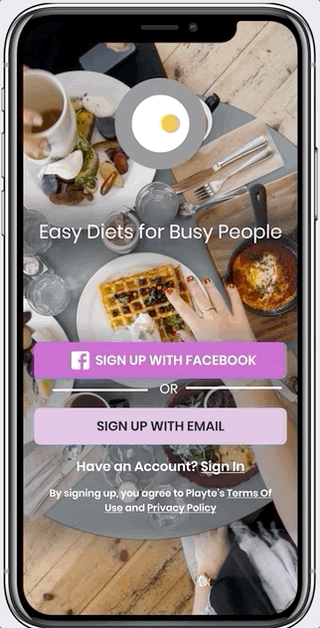 Easy Diets for Busy People
SIGN UP WITH FACEBOOK
OR
SIGN UP WITH EMAIL
Have an Account? Sign In
By signing up, you agree to Playte's Terms Of
Use and Privacy Policy